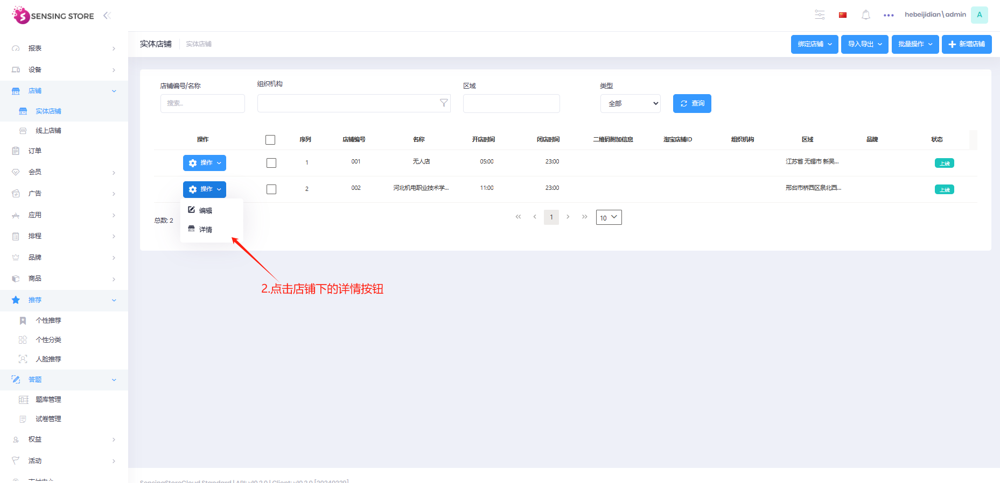 SENSING STORE
hebeijidian\admin
A
报表
设备
店铺
实体店铺
线上店铺
订单
会员
广告
应用
排程
品牌
商品
推荐
个性推荐
个性分类
人脸推荐
答题
题库管理
试卷管理
权益
活动
支付中心
实体店铺
实体店铺
绑定店铺
导入导出
批量操作
新增店铺
店铺编号/名称
组织机构
区域
类型
搜索...
全部
查询
操作 序列 店铺编号 名称 开店时间 闭店时间 二维码附加信息 淘宝店铺ID 组织机构 区域 品牌 状态
操作 1 001 无人店 05:00 23:00 江苏省 无锡市 新吴... 上线
操作 2 002 河北机电职业技术学... 11:00 23:00 邢台市桥西区泉北西... 上线
编辑
详情
总数: 2
1
10
2.点击店铺下的详情按钮
SensingStoreCloud Standard | API: v10.2.0 | Client: v10.2.0 [20240229]